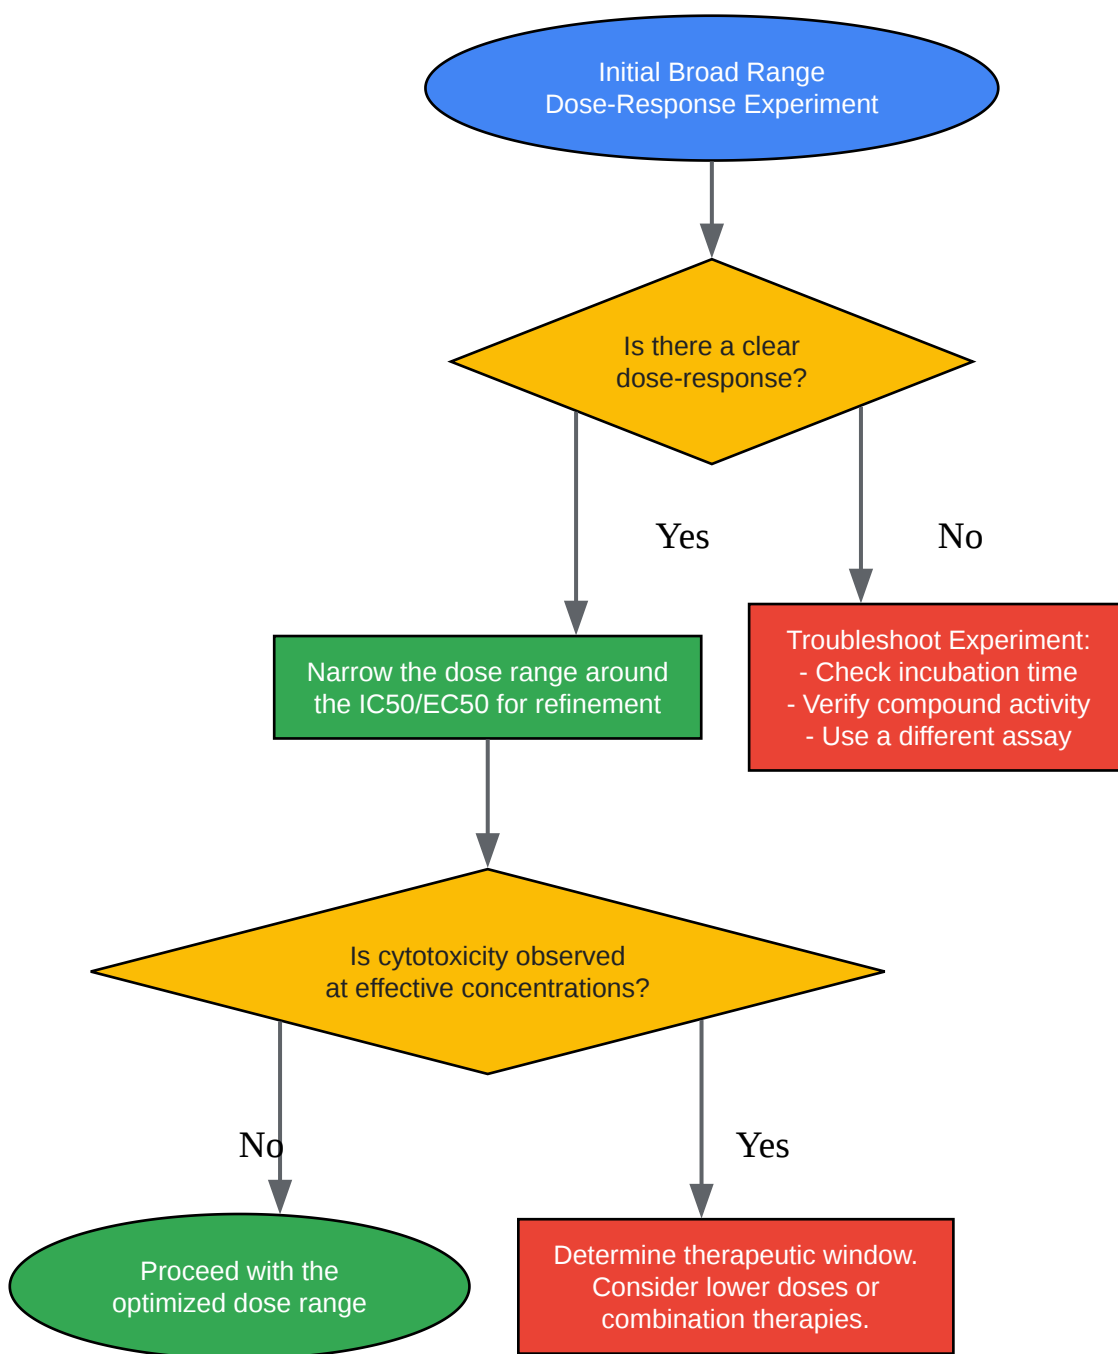 Initial Broad Range
Dose-Response Experiment
Is there a clear
dose-response?
Yes
No
Narrow the dose range around
the IC50/EC50 for refinement
Troubleshoot Experiment:
- Check incubation time
- Verify compound activity
- Use a different assay
Is cytotoxicity observed
at effective concentrations?
No
Yes
Proceed with the
optimized dose range
Determine therapeutic window.
Consider lower doses or
combination therapies.